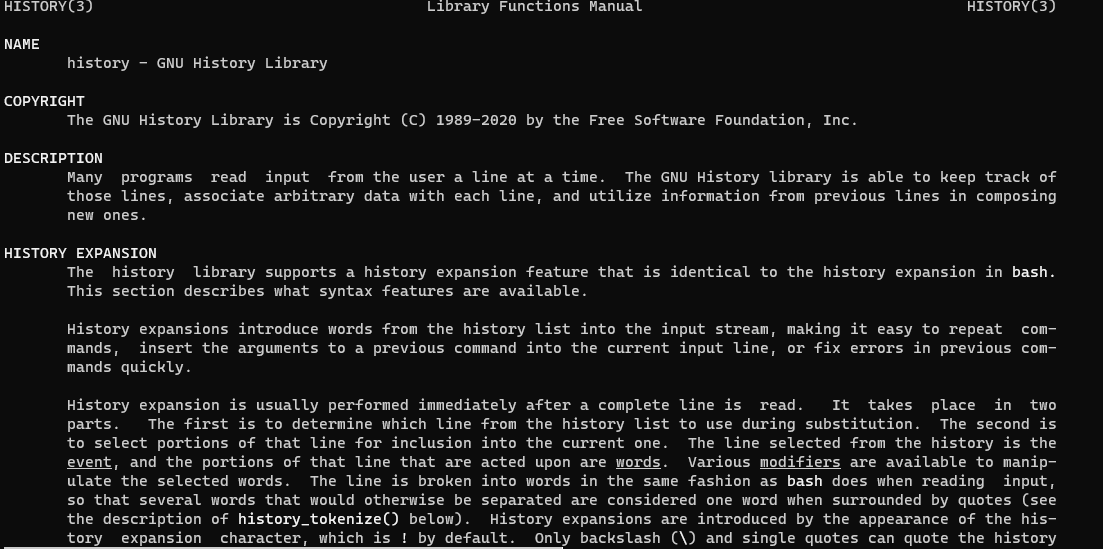 HISTORY(3) Library Functions Manual HISTORY(3)
NAME
history - GNU History Library
COPYRIGHT
The GNU History Library is Copyright (C) 1989-2020 by the Free Software Foundation, Inc.
DESCRIPTION
Many programs read input from the user a line at a time. The GNU History library is able to keep track of
those lines, associate arbitrary data with each line, and utilize information from previous lines in composing
new ones.
HISTORY EXPANSION
The history library supports a history expansion feature that is identical to the history expansion in bash.
This section describes what syntax features are available.
History expansions introduce words from the history list into the input stream, making it easy to repeat com-
mands, insert the arguments to a previous command into the current input line, or fix errors in previous com-
mands quickly.
History expansion is usually performed immediately after a complete line is read. It takes place in two
parts. The first is to determine which line from the history list to use during substitution. The second is
to select portions of that line for inclusion into the current one. The line selected from the history is the
event, and the portions of that line that are acted upon are words. Various modifiers are available to manip-
ulate the selected words. The line is broken into words in the same fashion as bash does when reading input,
so that several words that would otherwise be separated are considered one word when surrounded by quotes (see
the description of history_tokenize() below). History expansions are introduced by the appearance of the his-
tory expansion character, which is ! by default. Only backslash (\) and single quotes can quote the history